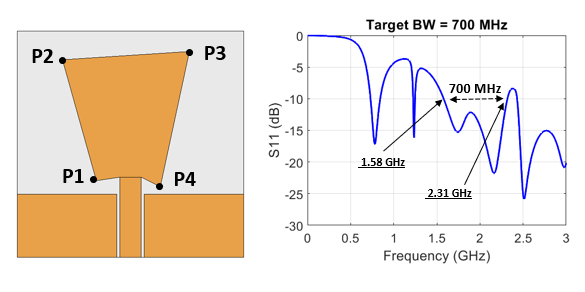 P2
P3
P1
P4
Target BW = 700 MHz
S11 (dB)
0
-5
-10
-15
-20
-25
-30
700 MHz
1.58 GHz
2.31 GHz
0
0.5
1
1.5
2
2.5
3
Frequency (GHz)